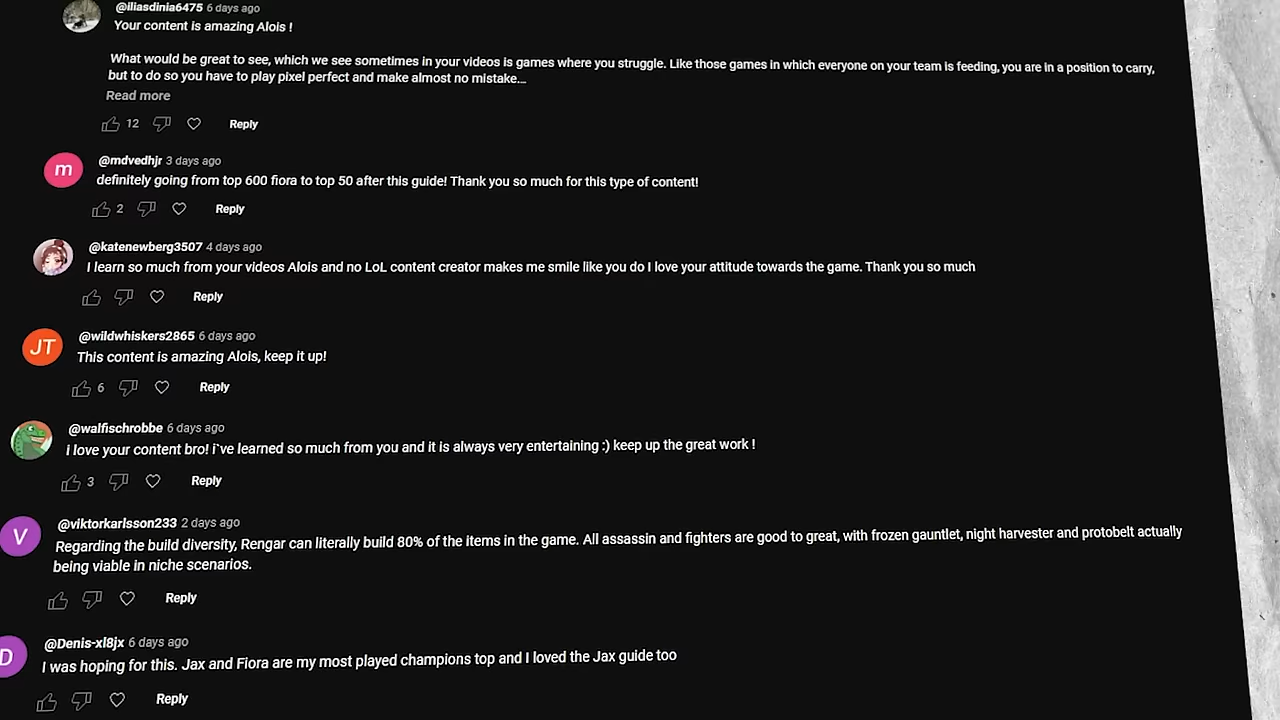 @iliasdinia6475 6 days ago
Your content is amazing Alois !
What would be great to see, which we see sometimes in your videos is games where you struggle. Like those games in which everyone on your team is feeding, you are in a position to carry,
but to do so you have to play pixel perfect and make almost no mistake...
Read more
12 Reply
m @mdvedhjr 3 days ago
definitely going from top 600 fiora to top 50 after this guide! Thank you so much for this type of content!
2 Reply
@katenewberg3507 4 days ago
I learn so much from your videos Alois and no LoL content creator makes me smile like you do I love your attitude towards the game. Thank you so much
Reply
JT @wildwhiskers2865 6 days ago
This content is amazing Alois, keep it up!
6 Reply
@walfischrobbe 6 days ago
i love your content bro! i`ve learned so much from you and it is always very entertaining :) keep up the great work !
3 Reply
V @viktorkarlsson233 2 days ago
Regarding the build diversity, Rengar can literally build 80% of the items in the game. All assassin and fighters are good to great, with frozen gauntlet, night harvester and protobelt actually
being viable in niche scenarios.
Reply
D @Denis-xl8jx 6 days ago
I was hoping for this. Jax and Fiora are my most played champions top and I loved the Jax guide too
Reply